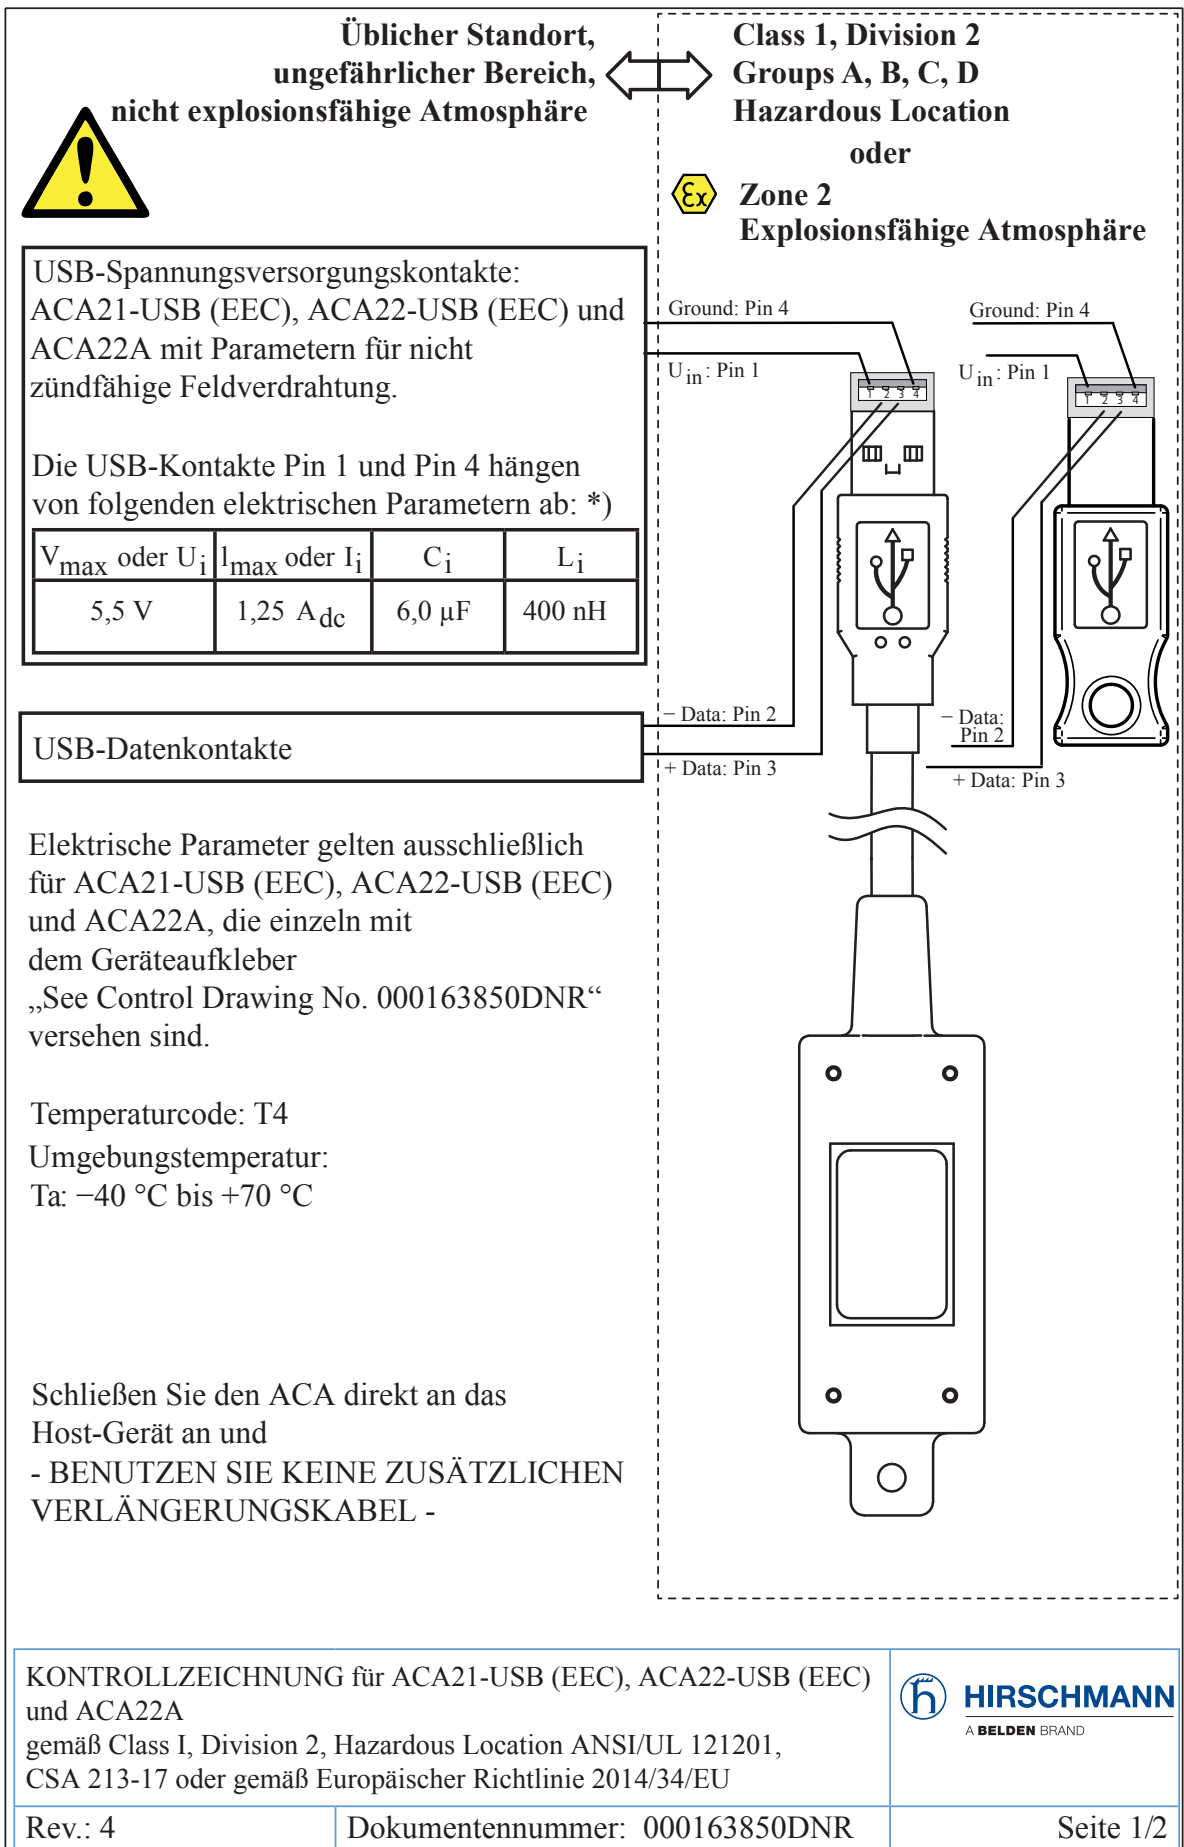 Üblicher Standort,
ungefährlicher Bereich,
nicht explosionsfähige Atmosphäre
Class 1, Division 2
Groups A, B, C, D
Hazardous Location
oder
Ex
Zone 2
Explosionsfähige Atmosphäre
USB-Spannungsversorgungskontakte:
ACA21-USB (EEC), ACA22-USB (EEC) und
ACA22A mit Parametern für nicht
zündfähige Feldverdrahtung.
Die USB-Kontakte Pin 1 und Pin 4 hängen
von folgenden elektrischen Parametern ab: *)
Vmax oder Ui lmax oder Ii Ci Li
5,5 V 1,25 Adc 6,0 µF 400 nH
Ground: Pin 4
Uin: Pin 1
1 2 3 4
Ground: Pin 4
Uin: Pin 1
1 2 3 4
USB-Datenkontakte
− Data: Pin 2
+ Data: Pin 3
− Data:
Pin 2
+ Data: Pin 3
Elektrische Parameter gelten ausschließlich
für ACA21-USB (EEC), ACA22-USB (EEC)
und ACA22A, die einzeln mit
dem Geräteaufkleber
„See Control Drawing No. 000163850DNR“
versehen sind.
Temperaturcode: T4
Umgebungstemperatur:
Ta: −40 °C bis +70 °C
Schließen Sie den ACA direkt an das
Host-Gerät an und
- BENUTZEN SIE KEINE ZUSÄTZLICHEN
VERLÄNGERUNGSKABEL -
KONTROLLZEICHNUNG für ACA21-USB (EEC), ACA22-USB (EEC)
und ACA22A
gemäß Class I, Division 2, Hazardous Location ANSI/UL 121201,
CSA 213-17 oder gemäß Europäischer Richtlinie 2014/34/EU
HIRSCHMANN
A BELDEN BRAND
Rev.: 4
Dokumentennummer: 000163850DNR
Seite 1/2